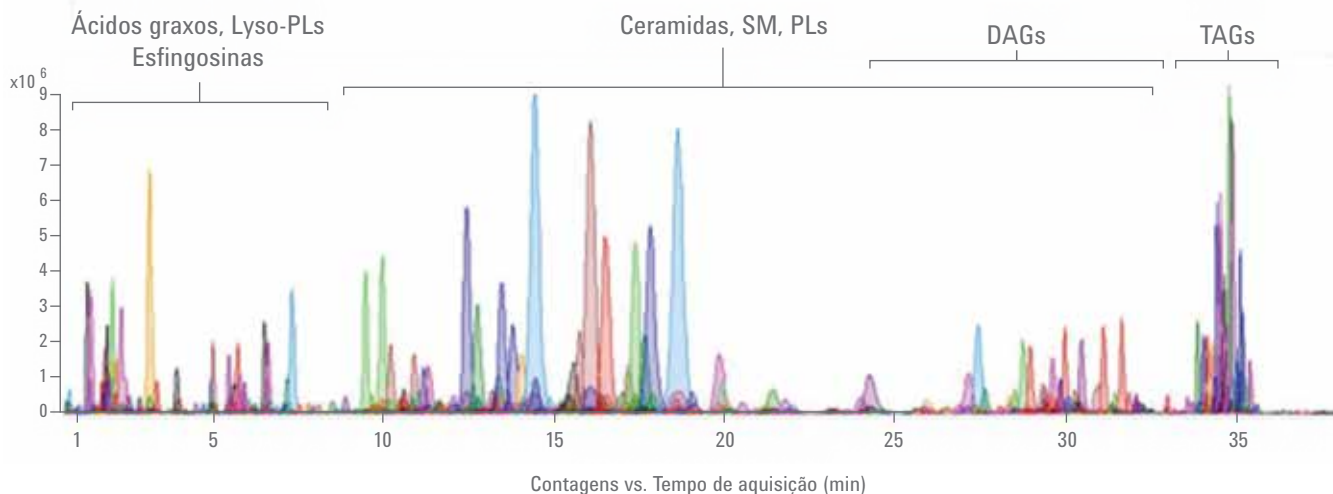 Ácidos graxos, Lyso-PLs
Esfingosinas
Ceramidas, SM, PLs
DAGs
TAGs
x10 6
9
8
7
6
5
4
3
2
1
0
1 5 10 15 20 25 30 35
Contagens vs. Tempo de aquisição (min)